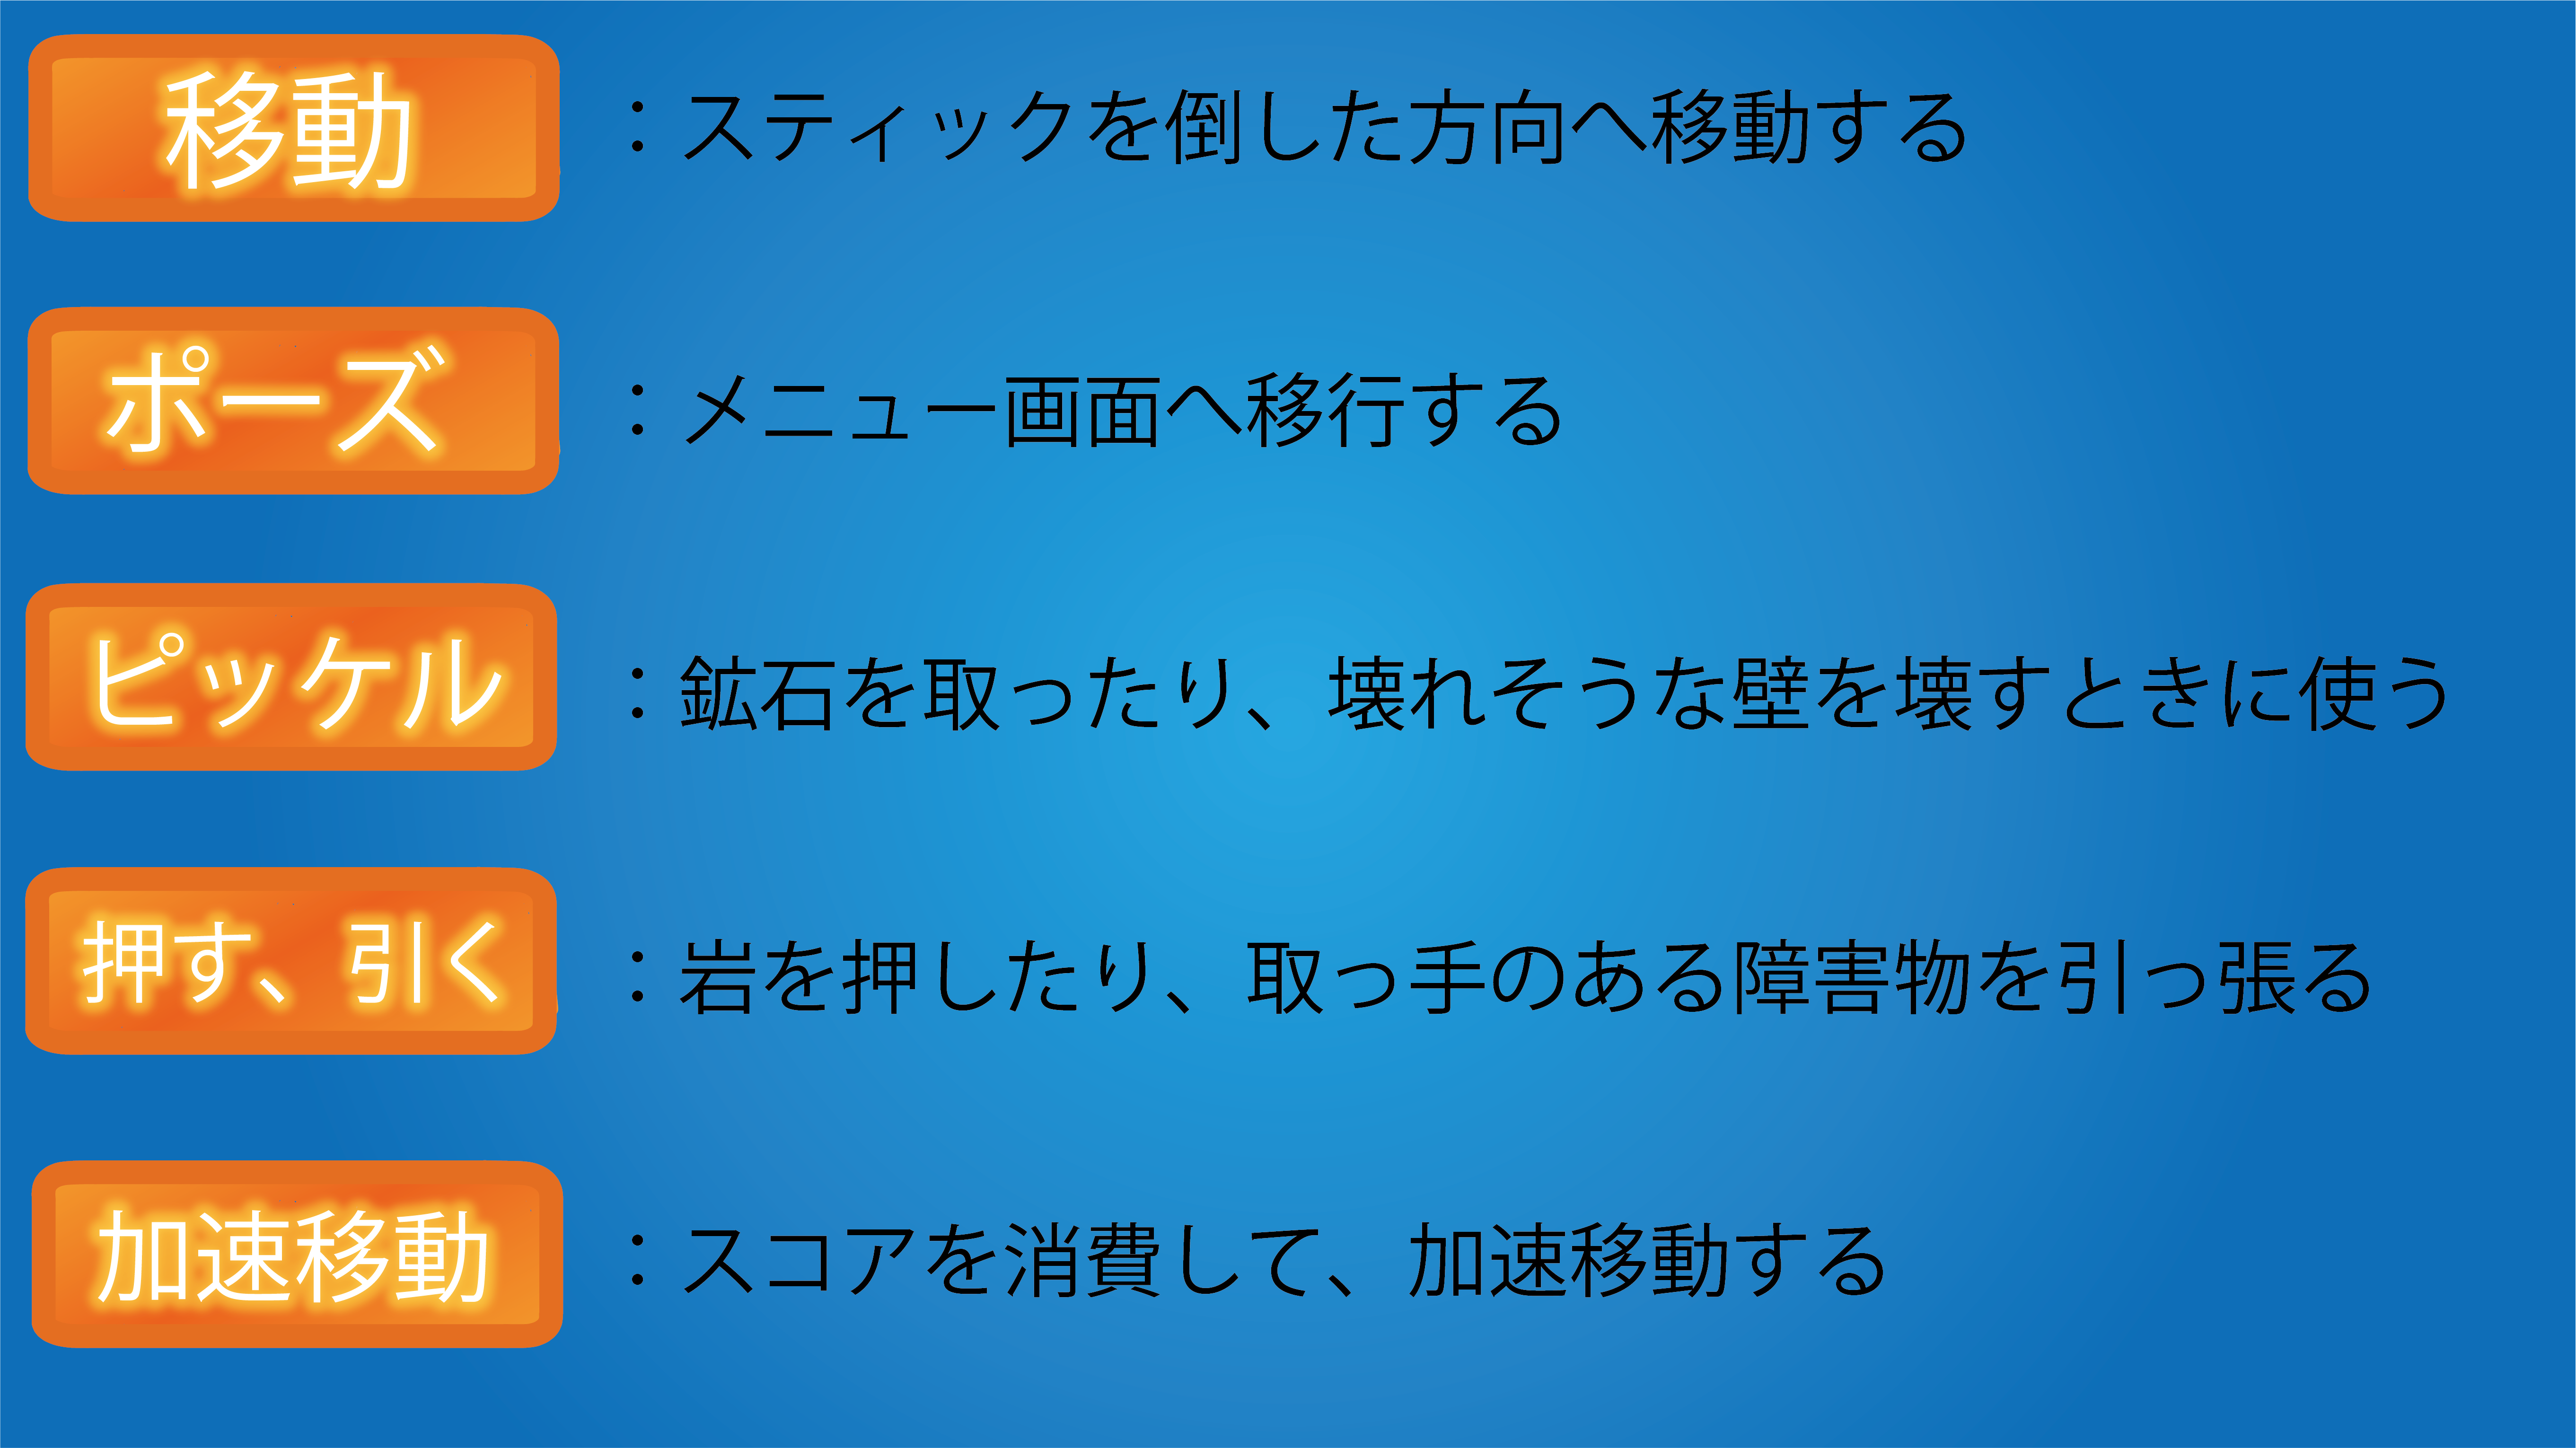 移動：スティックを倒した方向へ移動する
ポーズ：メニュー画面へ移行する
ピッケル：鉱石を取ったり、壊れそうな壁を壊すときに使う
押す、引く：岩を押したり、取っ手のある障害物を引っ張る
加速移動：スコアを消費して、加速移動する